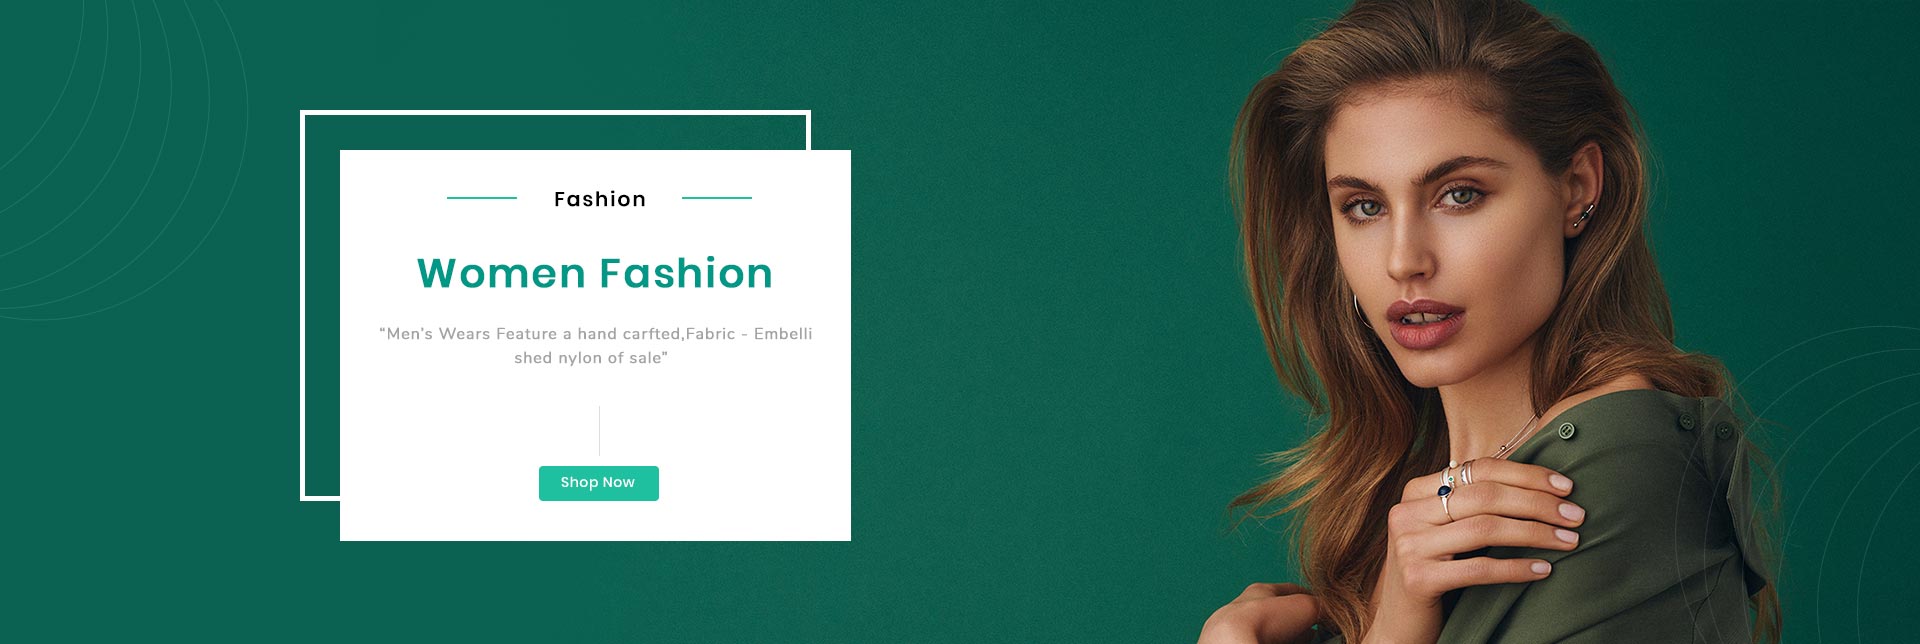 Fashion
Women Fashion
“Men's Wears Feature a hand carfted,Fabric - Embelli
shed nylon of sale”
Shop Now